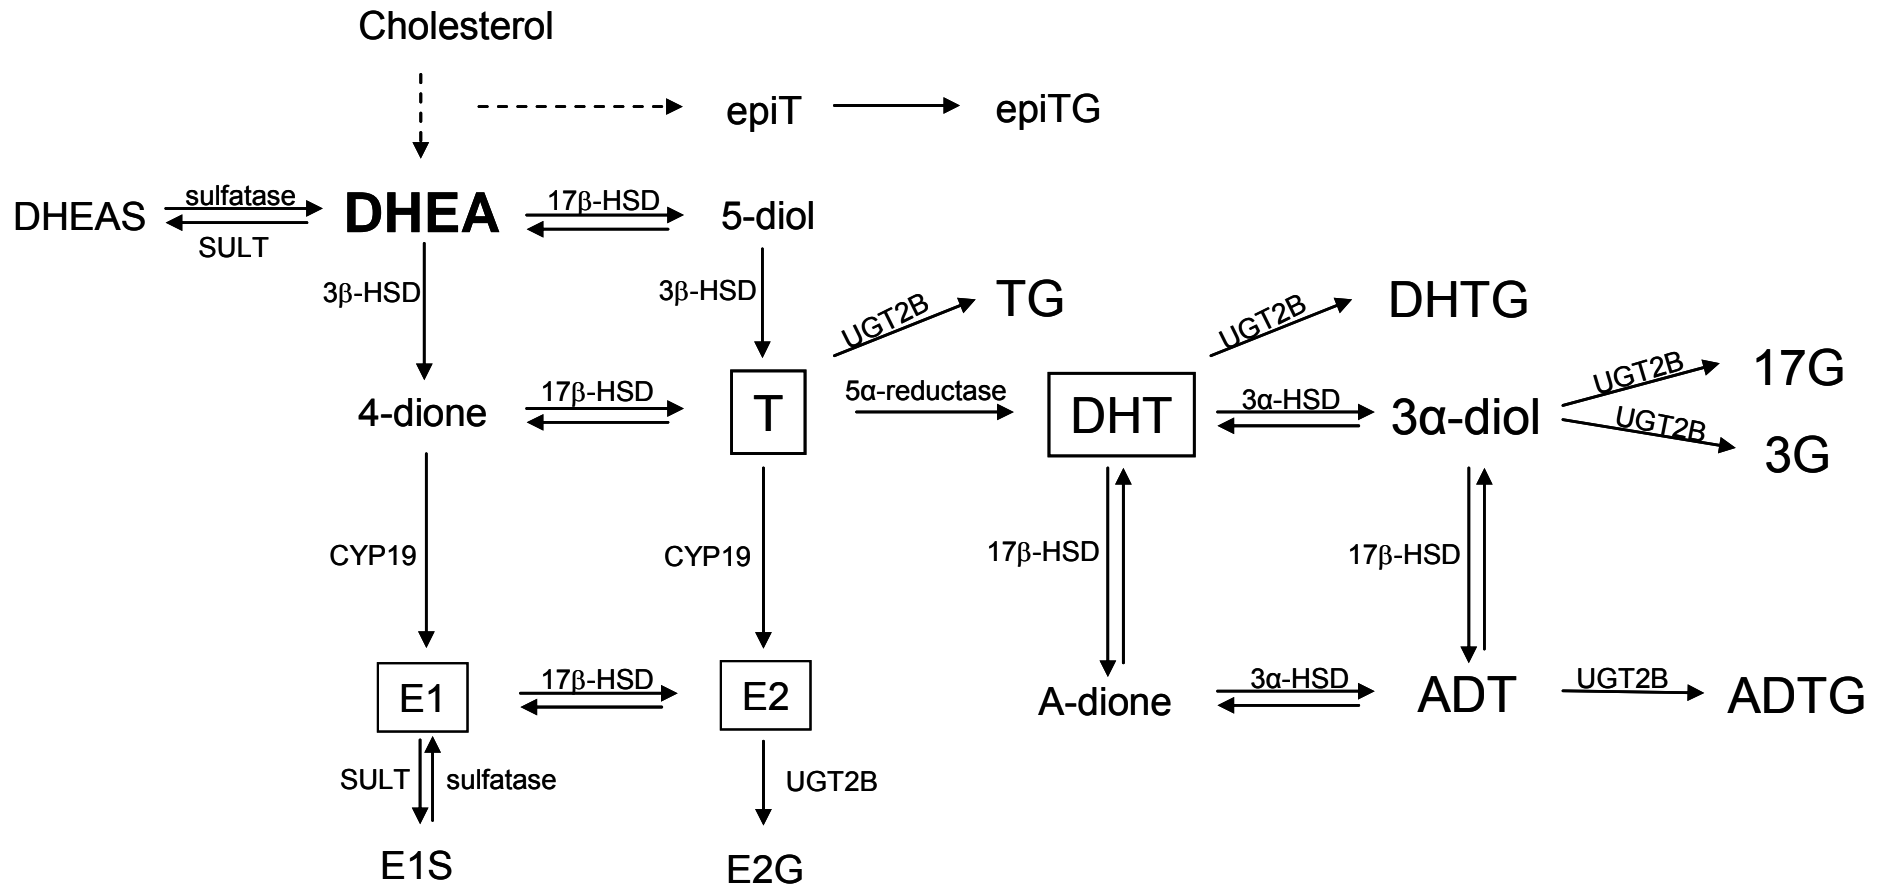 Cholesterol
epiT
epiTG
DHEAS
sulfatase
SULT
DHEA
17β-HSD
5-diol
3β-HSD
3β-HSD
UGT2B
TG
UGT2B
DHTG
4-dione
17β-HSD
T
5α-reductase
DHT
3α-HSD
3α-diol
UGT2B
17G
UGT2B
3G
CYP19
CYP19
17β-HSD
17β-HSD
E1
17β-HSD
E2
A-dione
3α-HSD
ADT
UGT2B
ADTG
SULT
sulfatase
UGT2B
E1S
E2G